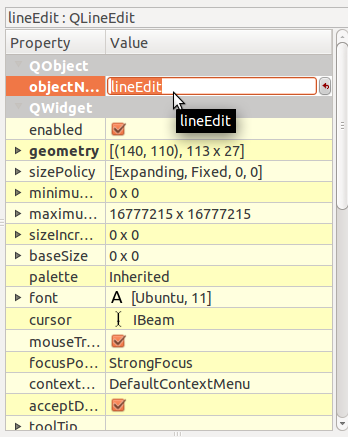 lineEdit : QLineEdit
Property Value
QObject
objectN... lineEdit
lineEdit
QWidget
enabled
geometry [(140, 110), 113 x 27]
sizePolicy [Expanding, Fixed, 0, 0]
minimu... 0 x 0
maximu... 16777215 x 16777215
sizeIncr... 0 x 0
baseSize 0 x 0
palette Inherited
font A [Ubuntu, 11]
cursor IBeam
mouseTr...
focusPo... StrongFocus
context... DefaultContextMenu
acceptD...
toolTip